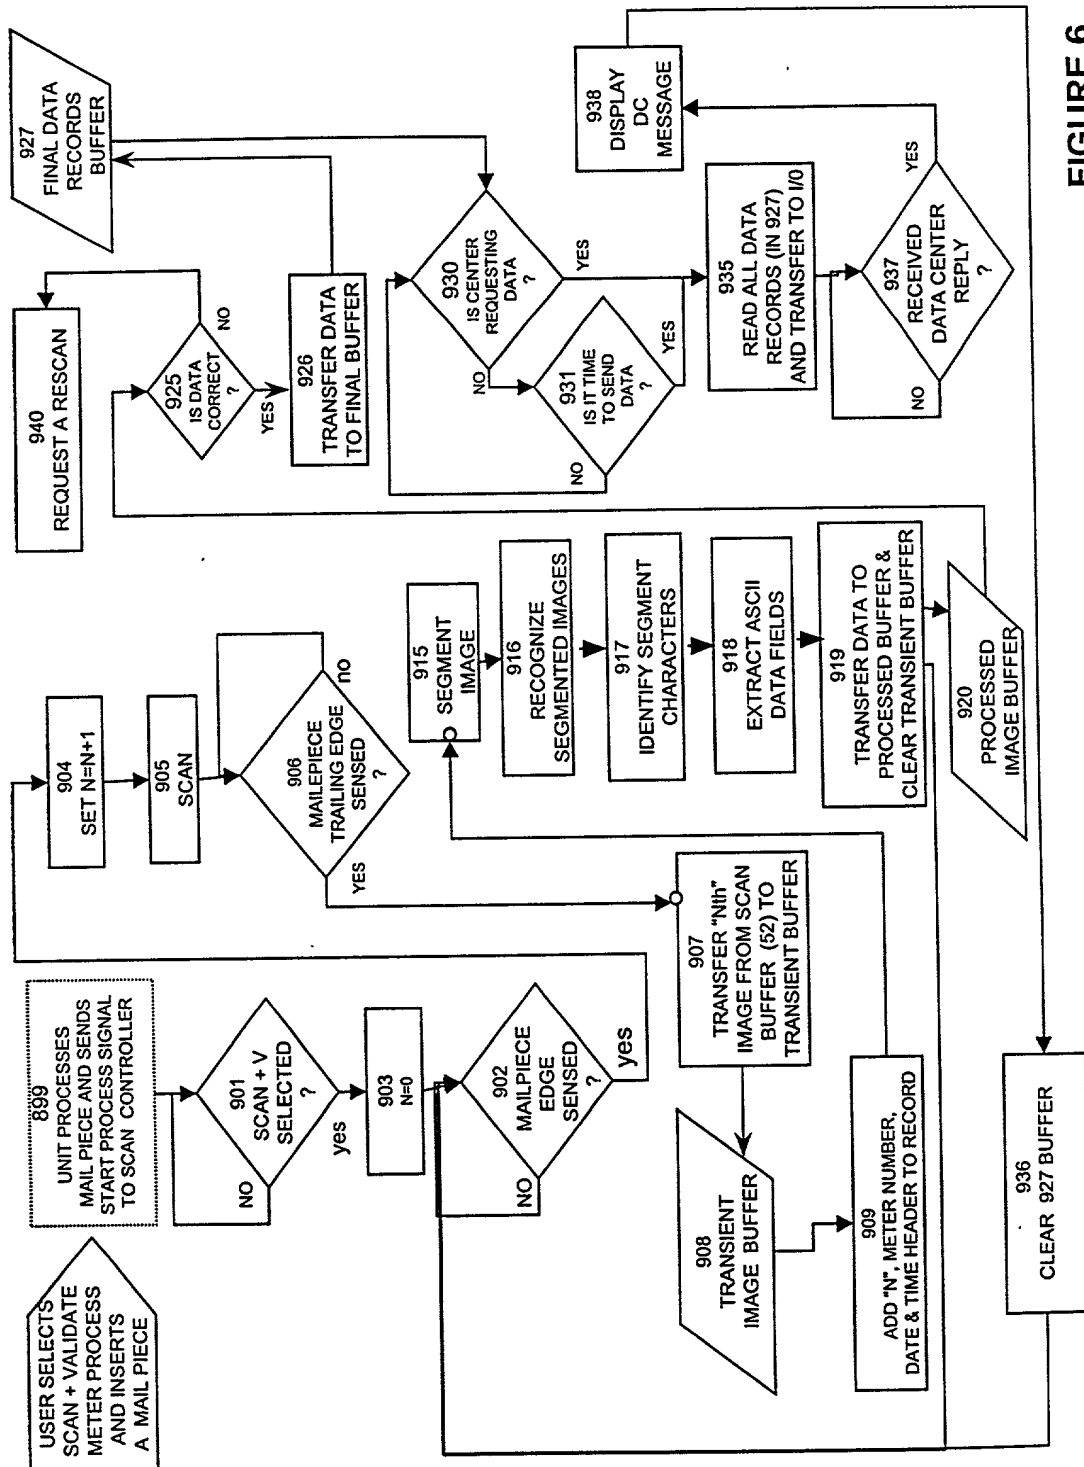 USER SELECTS
SCAN + VALIDATE
METER PROCESS
AND INSERTS
A MAIL PIECE
899
UNIT PROCESSES
MAIL PIECE AND SENDS
START PROCESS SIGNAL
TO SCAN CONTROLLER
901
SCAN + V
SELECTED
?
NO
yes
903
N=0
902
MAILPIECE
EDGE
SENSED
?
NO
yes
904
SET N=N+1
905
SCAN
906
MAILPIECE
TRAILING EDGE
SENSED
?
no
YES
907
TRANSFER "Nth"
IMAGE FROM SCAN
BUFFER (52) TO
TRANSIENT BUFFER
908
TRANSIENT
IMAGE BUFFER
909
ADD "N", METER NUMBER,
DATE & TIME HEADER TO RECORD
915
SEGMENT
IMAGE
916
RECOGNIZE
SEGMENTED IMAGES
917
IDENTIFY SEGMENT
CHARACTERS
918
EXTRACT ASCII
DATA FIELDS
919
TRANSFER DATA TO
PROCESSED BUFFER &
CLEAR TRANSIENT BUFFER
920
PROCESSED
IMAGE BUFFER
940
REQUEST A RESCAN
925
IS DATA
CORRECT
?
NO
YES
926
TRANSFER DATA
TO FINAL BUFFER
927
FINAL DATA
RECORDS
BUFFER
930
IS CENTER
REQUESTING
DATA
?
NO
YES
931
IS IT TIME
TO SEND
DATA
?
NO
YES
935
READ ALL DATA
RECORDS (IN 927)
AND TRANSFER TO I/0
937
RECEIVED
DATA CENTER
REPLY
?
NO
YES
938
DISPLAY
DC
MESSAGE
936
CLEAR 927 BUFFER
FIGURE 6